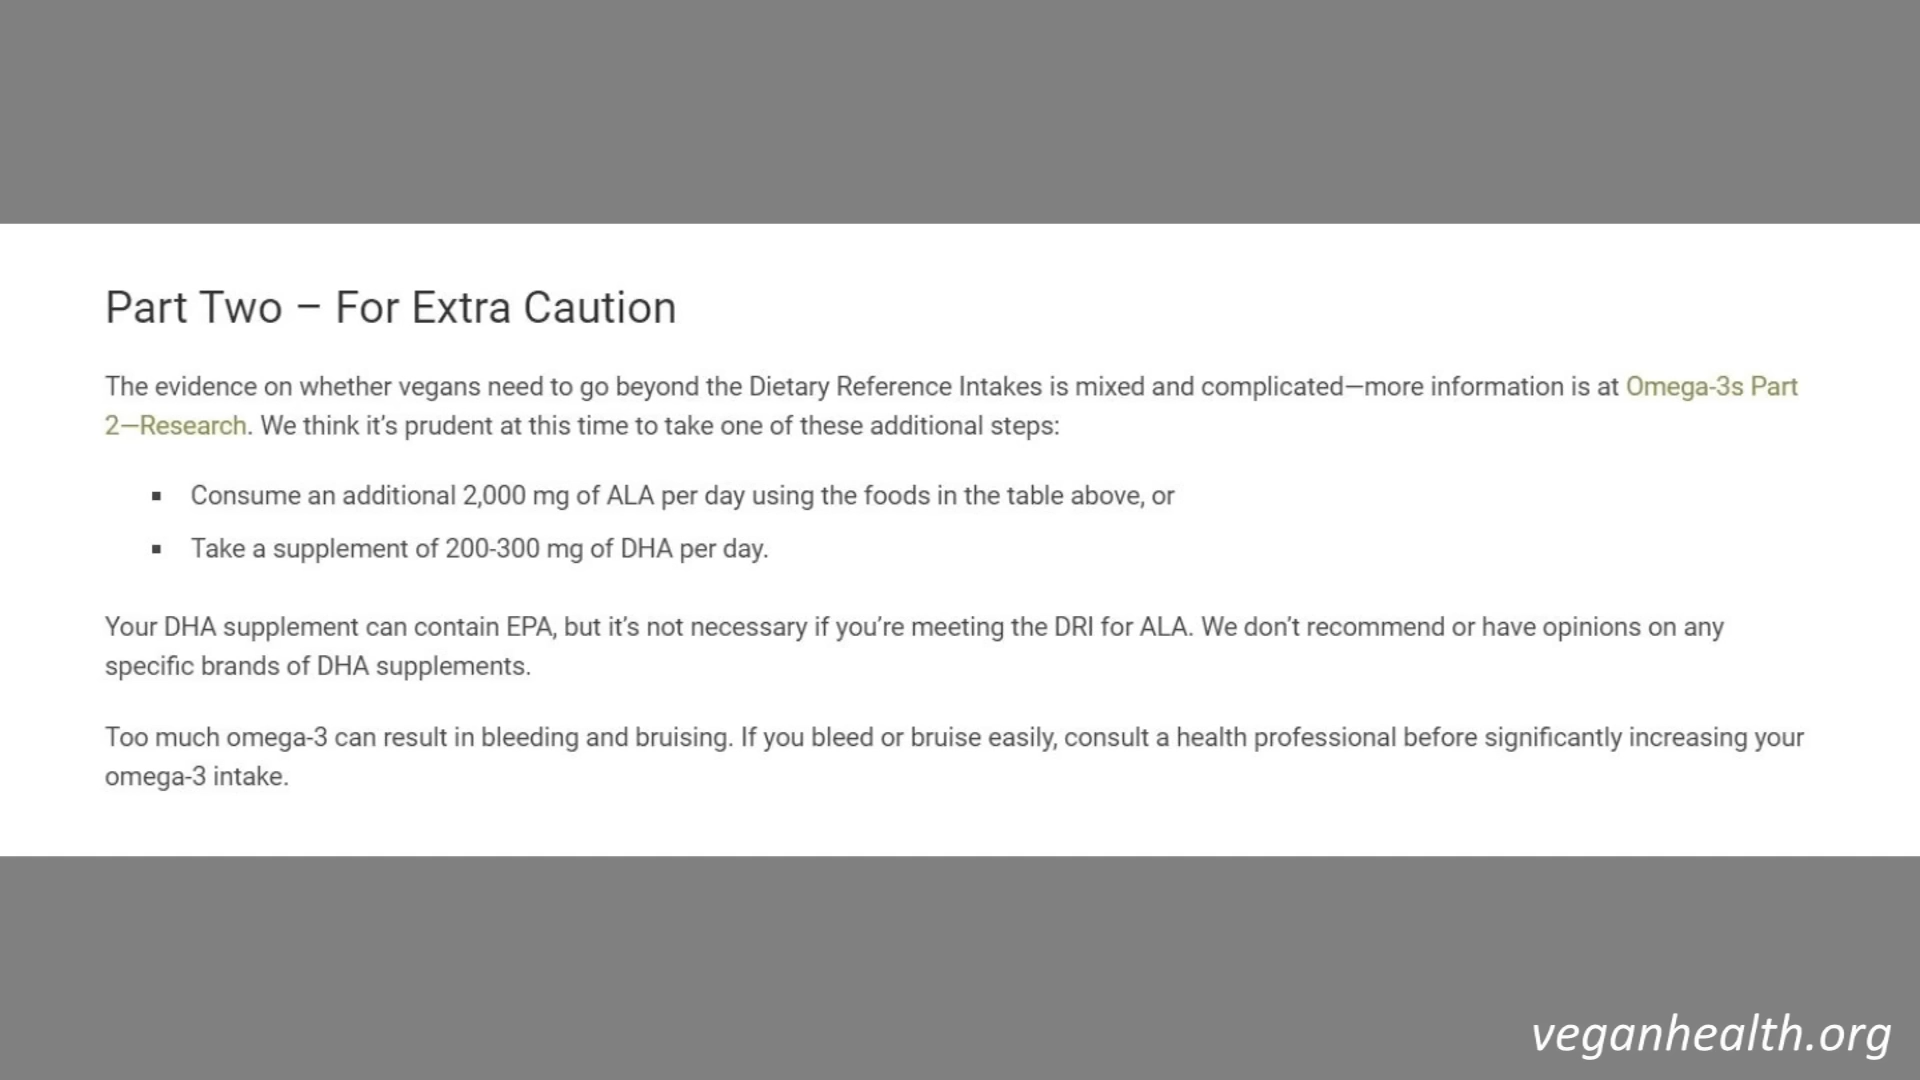 Part Two – For Extra Caution
The evidence on whether vegans need to go beyond the Dietary Reference Intakes is mixed and complicated—more information is at Omega-3s Part
2—Research. We think it’s prudent at this time to take one of these additional steps:
▪ Consume an additional 2,000 mg of ALA per day using the foods in the table above, or
▪ Take a supplement of 200-300 mg of DHA per day.
Your DHA supplement can contain EPA, but it’s not necessary if you’re meeting the DRI for ALA. We don’t recommend or have opinions on any
specific brands of DHA supplements.
Too much omega-3 can result in bleeding and bruising. If you bleed or bruise easily, consult a health professional before significantly increasing your
omega-3 intake.
veganhealth.org